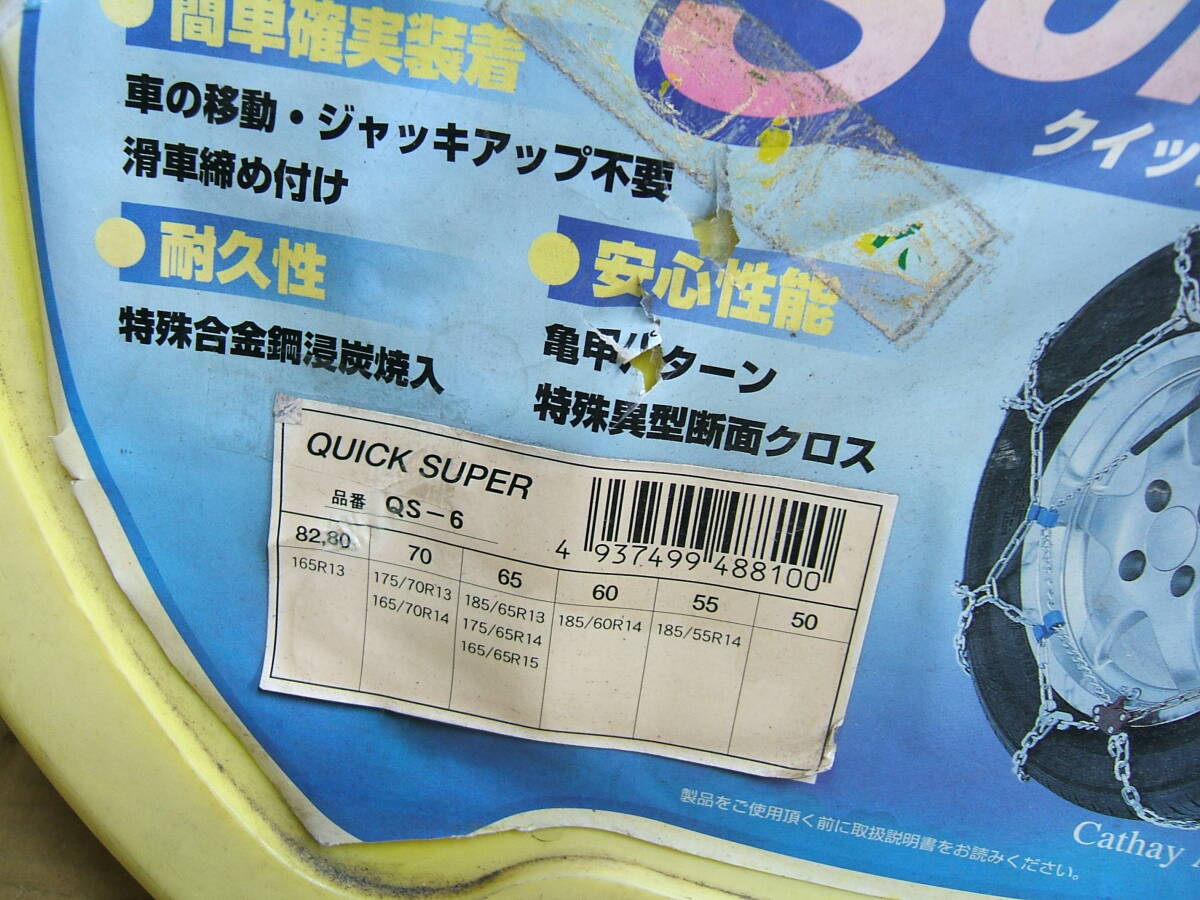 簡単確実装着
車の移動・ジャッキアップ不要
滑車締め付け
耐久性
特殊合金鋼浸炭焼入
安心性能
亀甲パターン
特殊異型断面クロス
クイッ
QUICK SUPER
品番 QS-6
4 937499 488100
82,80 70 65 60 55 50
165R13 175/70R13 185/65R13 185/60R14 185/55R14
165/70R14 175/65R14
165/65R15
製品をご使用頂く前に取扱説明書をお読みください。
Cathay